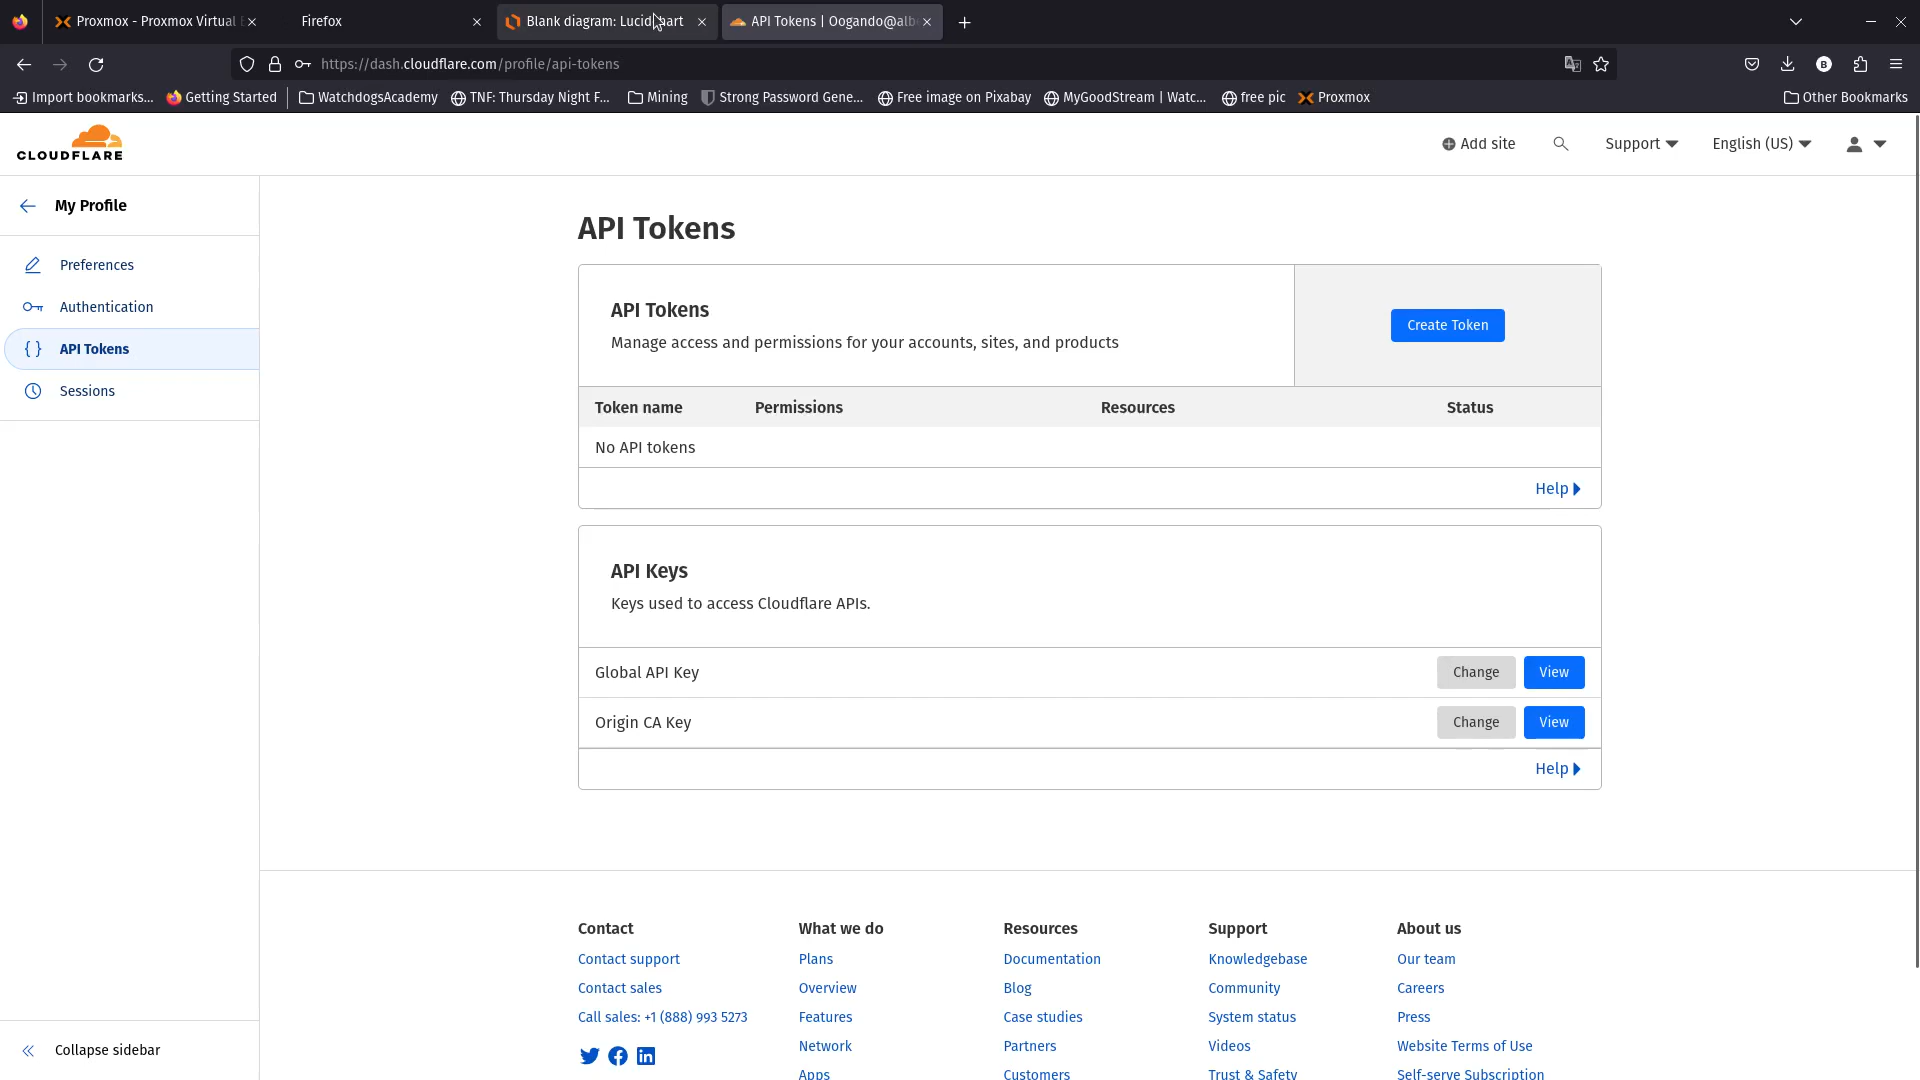 Proxmox - Proxmox Virtual E
Firefox
Blank diagram: Lucidchart
API Tokens | Oogando@alb
https://dash.cloudflare.com/profile/api-tokens
B
Import bookmarks...
Getting Started
WatchdogsAcademy
TNF: Thursday Night F...
Mining
Strong Password Gene...
Free image on Pixabay
MyGoodStream | Watc...
free pic
Proxmox
Other Bookmarks
CLOUDFLARE
Add site
Support
English (US)
My Profile
Preferences
Authentication
API Tokens
Sessions
Collapse sidebar
API Tokens
API Tokens
Manage access and permissions for your accounts, sites, and products
Create Token
Token name Permissions Resources Status
No API tokens
Help
API Keys
Keys used to access Cloudflare APIs.
Global API Key Change View
Origin CA Key Change View
Help
Contact
Contact support
Contact sales
Call sales: +1 (888) 993 5273
What we do
Plans
Overview
Features
Network
Apps
Resources
Documentation
Blog
Case studies
Partners
Customers
Support
Knowledgebase
Community
System status
Videos
Trust & Safety
About us
Our team
Careers
Press
Website Terms of Use
Self-serve Subscription